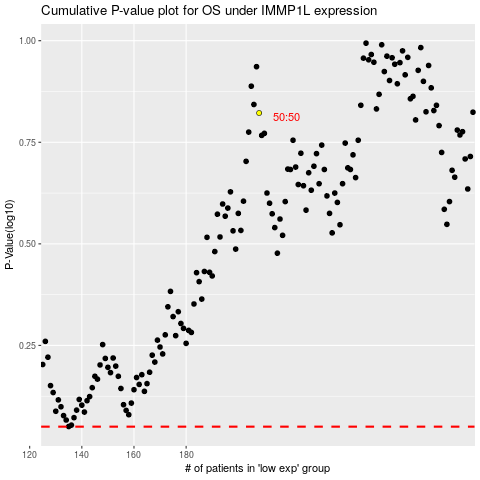 Cumulative P-value plot for OS under IMMP1L expression
1.00
0.75
0.50
0.25
50:50
P-Value(log10)
120 140 160 180
# of patients in 'low exp' group